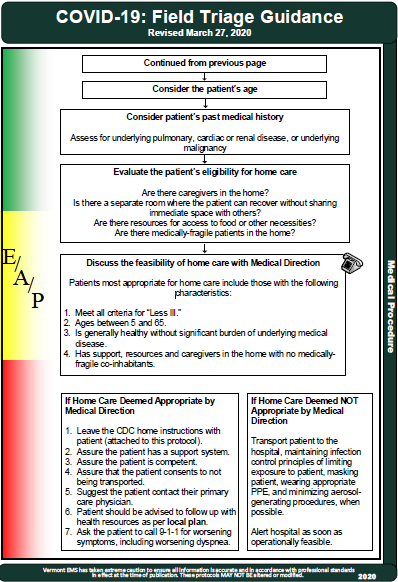 COVID-19: Field Triage Guidance
Revised March 27, 2020
Continued from previous page
Consider the patient's age
Consider patient's past medical history
Assess for underlying pulmonary, cardiac or renal disease, or underlying
malignancy
Evaluate the patient's eligibility for home care
Are there caregivers in the home?
Is there a separate room where the patient can recover without sharing
immediate space with others?
Are there resources for access to food or other necessities?
Are there medically-fragile patients in the home?
E/A/P
Discuss the feasibility of home care with Medical Direction
Patients most appropriate for home care include those with the following
characteristics:
1. Meet all criteria for "Less Ill."
2. Ages between 5 and 65.
3. Is generally healthy without significant burden of underlying medical
disease.
4. Has support, resources and caregivers in the home with no medically-
fragile co-inhabitants.
Medical Procedure
If Home Care Deemed Appropriate by
Medical Direction
1. Leave the CDC home instructions with
patient (attached to this protocol).
2. Assure the patient has a support system.
3. Assure the patient is competent.
4. Assure that the patient consents to not
being transported.
5. Suggest the patient contact their primary
care physician.
6. Patient should be advised to follow up with
health resources as per local plan.
7. Ask the patient to call 9-1-1 for worsening
symptoms, including worsening dyspnea.
If Home Care Deemed NOT
Appropriate by Medical
Direction
Transport patient to the
hospital, maintaining infection
control principles of limiting
exposure to patient, masking
patient, wearing appropriate
PPE, and minimizing aerosol-
generating procedures, when
possible.
Alert hospital as soon as
operationally feasible.
Vermont EMS has taken extreme caution to ensure all information is accurate and in accordance with professional standards
in effect at the time of publication. These protocols MAY NOT BE altered or modified.
2020